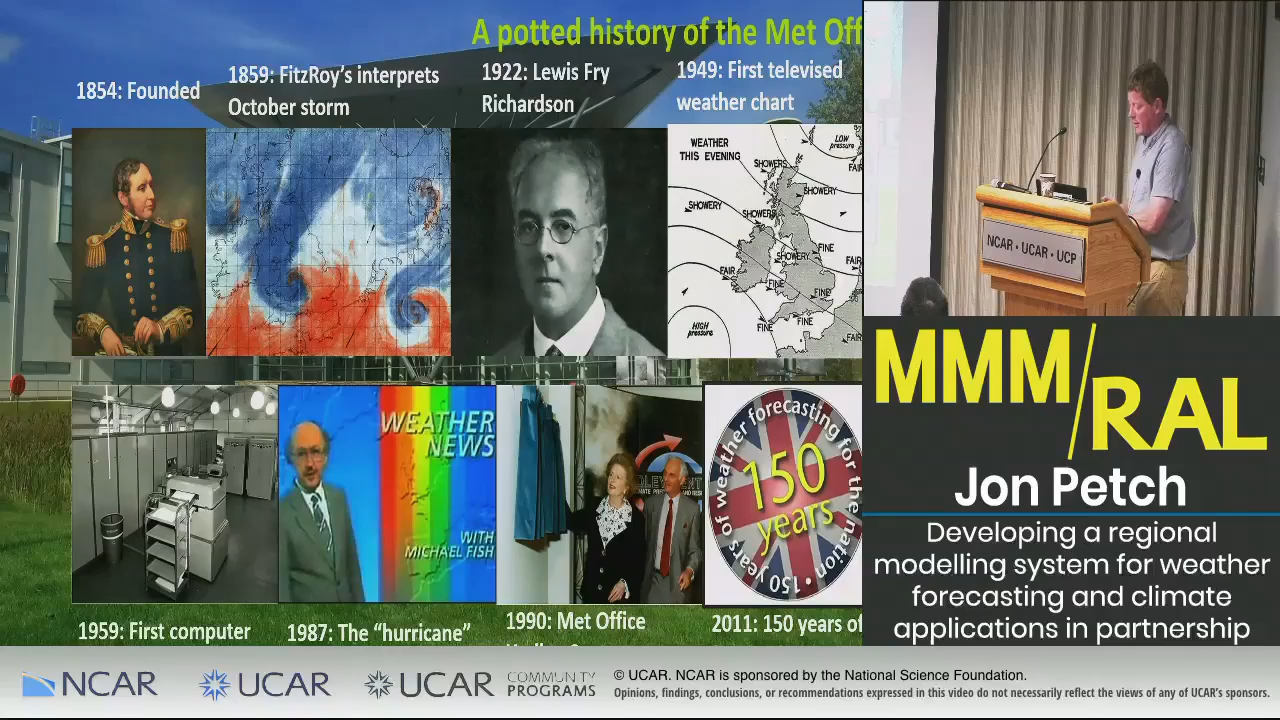 A potted history of the Met Off
1854: Founded
1859: FitzRoy's interprets
October storm
1922: Lewis Fry
Richardson
1949: First televised
weather chart
WEATHER
THIS EVENING
LOW
pressure
SHOWERS
FAIR
SHOWERY
SHOWERY
SHOWERS
FINE
SHOWERY
FAIR
FAIR
FINE
FINE
FAIR
FINE
FINE
HIGH
pressure
WEATHER
NEWS
WITH
MICHAEL FISH
150 years of weather forecasting for the nation
150
years
1959: First computer
1987: The "hurricane"
1990: Met Office
2011: 150 years of
NCAR • UCAR • UCP
MMM/RAL
Jon Petch
Developing a regional
modelling system for weather
forecasting and climate
applications in partnership
NCAR
UCAR
UCAR
COMMUNITY
PROGRAMS
© UCAR. NCAR is sponsored by the National Science Foundation.
Opinions, findings, conclusions, or recommendations expressed in this video do not necessarily reflect the views of any of UCAR's sponsors.